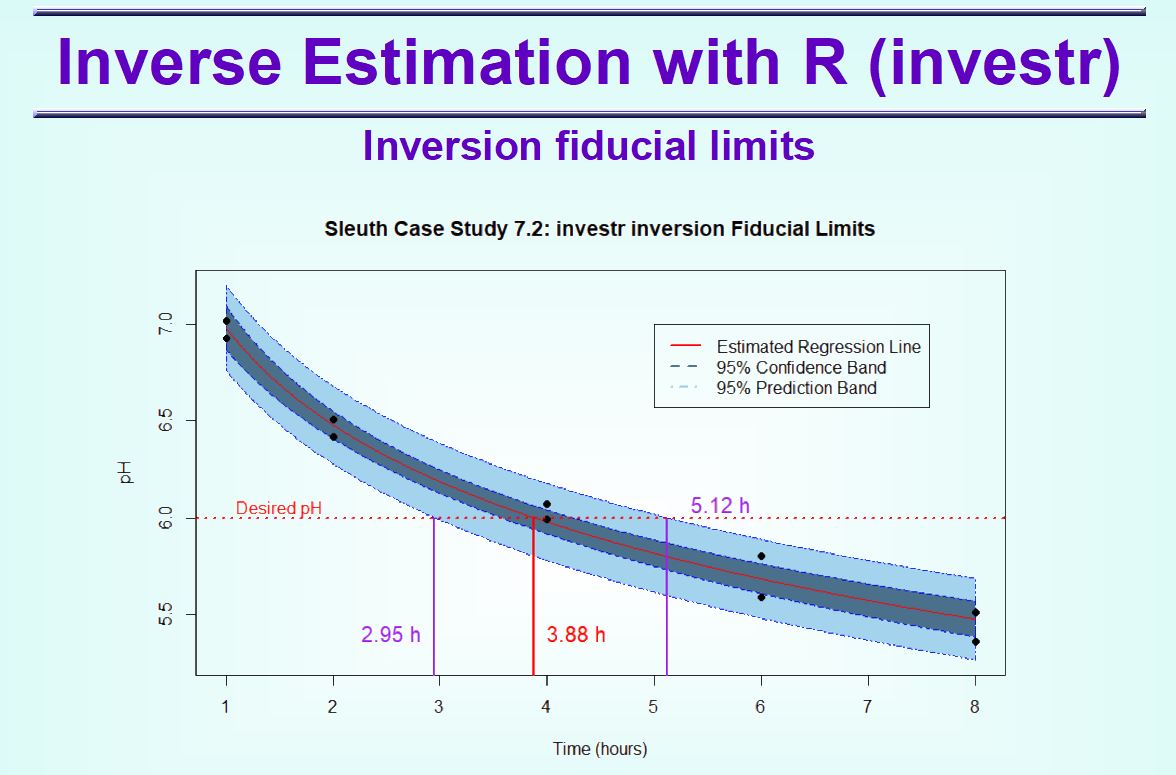 Inverse Estimation with R (investr)
Inversion fiducial limits
Sleuth Case Study 7.2: investr inversion Fiducial Limits
7.0
6.5
6.0
5.5
pH
Estimated Regression Line
95% Confidence Band
95% Prediction Band
Desired pH
5.12 h
2.95 h
3.88 h
1 2 3 4 5 6 7 8
Time (hours)